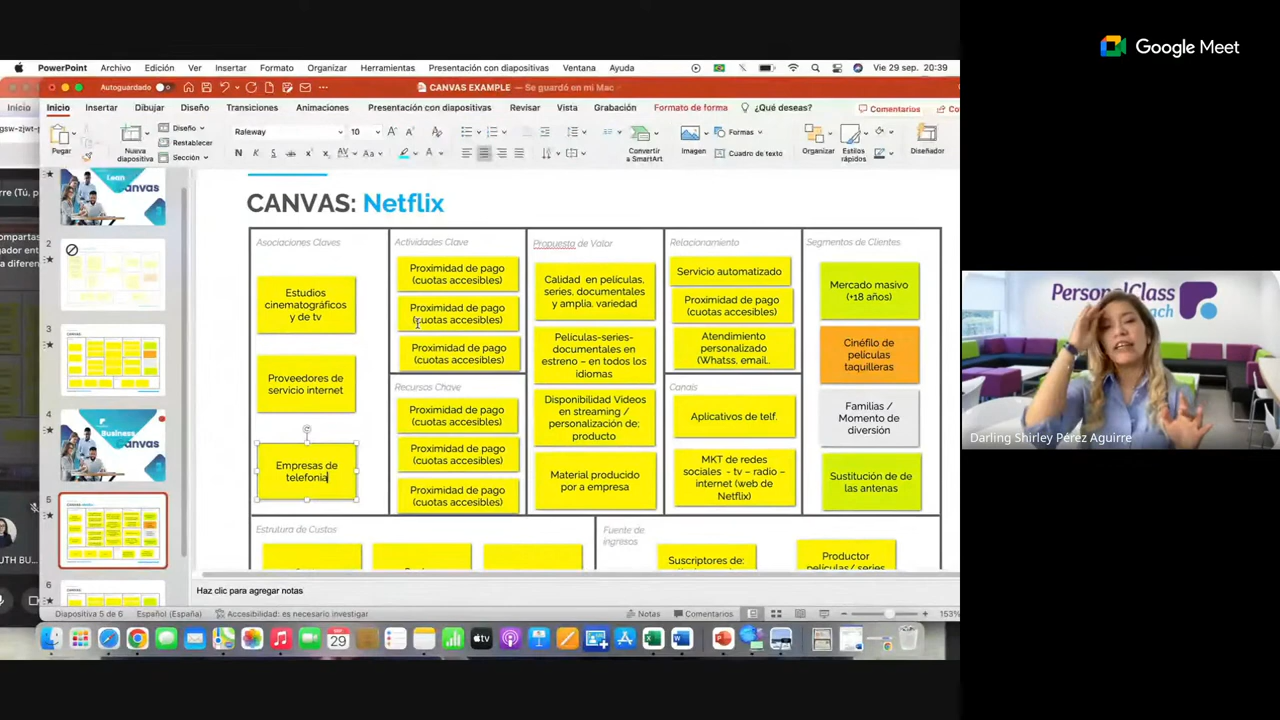 Google Meet
PowerPoint Archivo Edición Ver Insertar Formato Organizar Herramientas Presentación con diapositivas Ventana Ayuda Vie 29 sep. 20:39
Autoguardado CANVAS EXAMPLE — Se guardó en mi Mac
Inicio
Inicio Insertar Dibujar Diseño Transiciones Animaciones Presentación con diapositivas Revisar Vista Grabación Formato de forma ¿Qué deseas? Comentarios
Pegar
Nueva diapositiva
Diseño
Restablecer
Sección
Raleway 10
Convertir a SmartArt
Imagen
Formas
Cuadro de texto
Organizar
Estilos rápidos
Diseñador
CANVAS: Netflix
Asociaciones Claves
Estudios
cinematográficos
y de tv
Proveedores de
servicio internet
Empresas de
telefonia
Actividades Clave
Proximidad de pago
(cuotas accesibles)
Proximidad de pago
(cuotas accesibles)
Proximidad de pago
(cuotas accesibles)
Recursos Chave
Proximidad de pago
(cuotas accesibles)
Proximidad de pago
(cuotas accesibles)
Proximidad de pago
(cuotas accesibles)
Propuesta de Valor
Calidad en películas,
series, documentales
y amplia, variedad
Peliculas-series-
documentales en
estreno – en todos los
idiomas
Disponibilidad Videos
en streaming /
personalización de;
producto
Material producido
por a empresa
Relacionamiento
Servicio automatizado
Proximidad de pago
(cuotas accesibles)
Atendimiento
personalizado
(Whatss, email,
Canais
Aplicativos de telf.
MKT de redes
sociales - tv – radio –
internet (web de
Netflix)
Segmentos de Clientes
Mercado masivo
(+18 años)
Cinéfilo de
películas
taquilleras
Familias /
Momento de
diversión
Sustitución de de
las antenas
Estrutura de Custos
Fuente de
ingresos
Suscriptores de:
Productor
películas/ series
Haz clic para agregar notas
Diapositiva 5 de 6 Español (España) Accesibilidad: es necesario investigar Notas Comentarios 153%
PersonalClass
Darling Shirley Pérez Aguirre